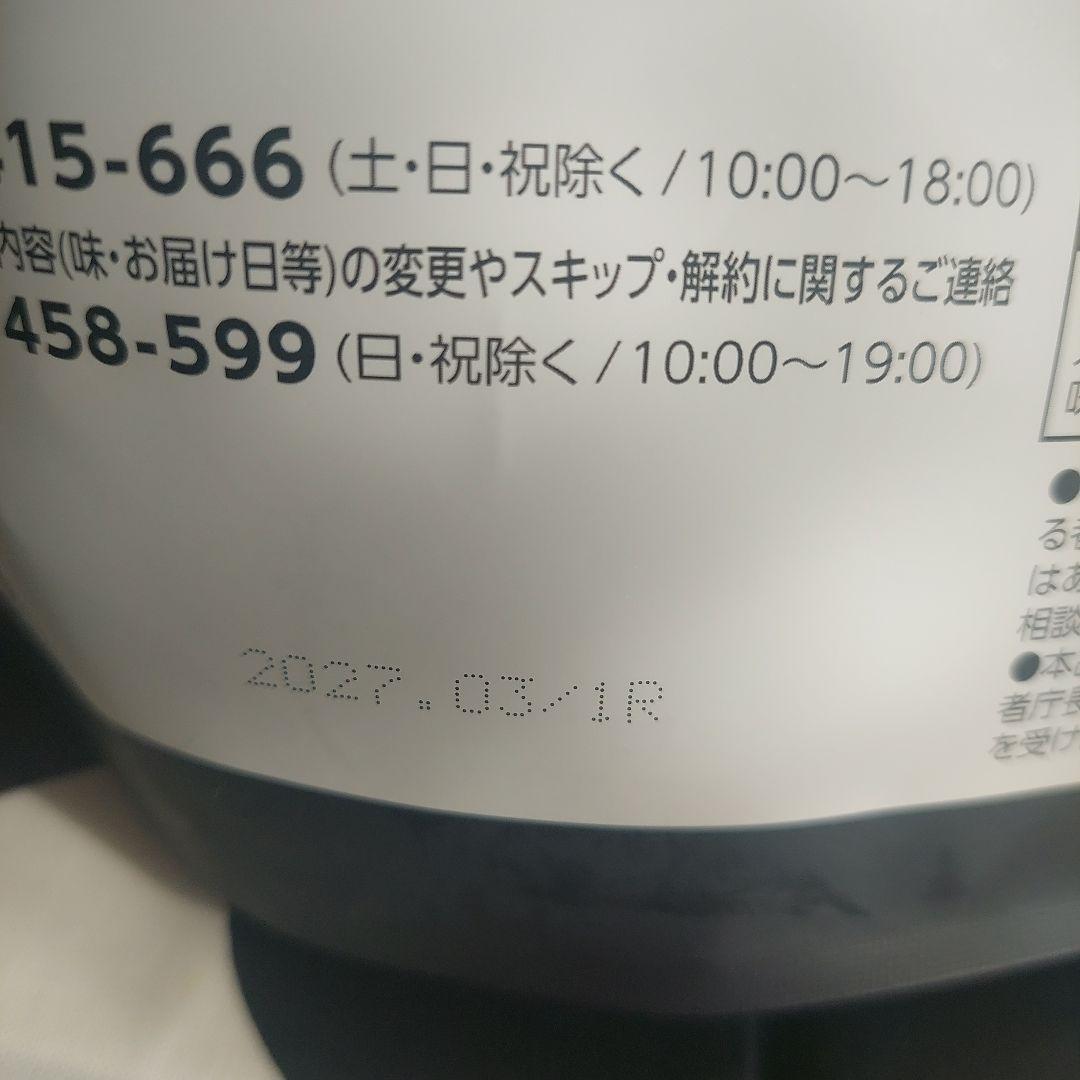 15-666 (土・日・祝除く / 10:00～18:00)
内容(味・お届け日等)の変更やスキップ・解約に関するご連絡
458-599 (日・祝除く / 10:00～19:00)
2027.03/1R
●
る者
はあ
相談
●本品
者庁長
を受け